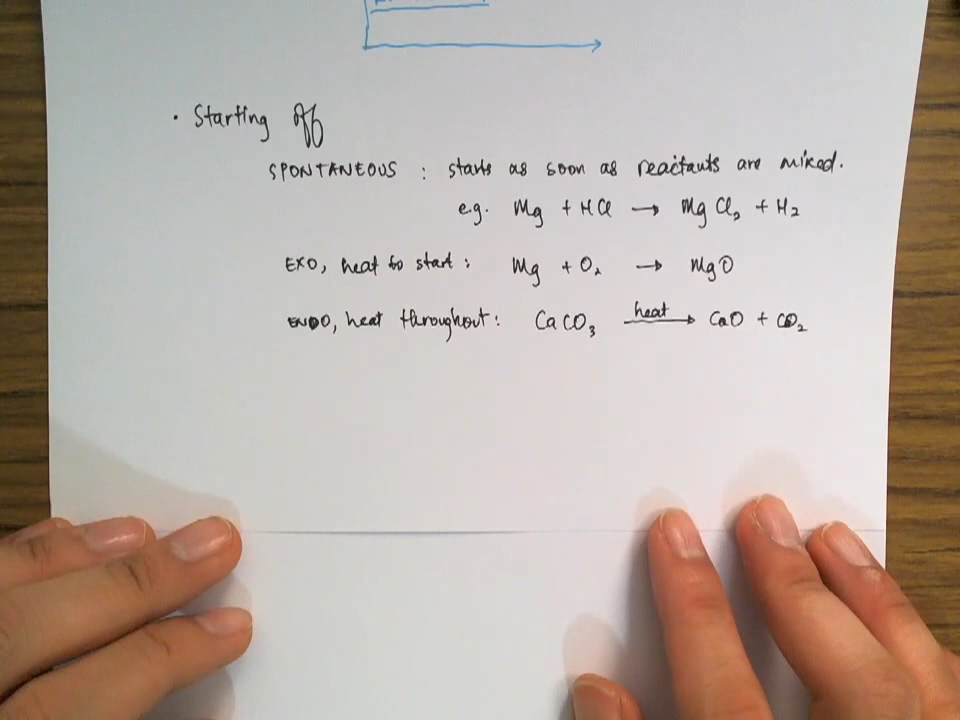 • Starting off
SPONTANEOUS : starts as soon as reactants are mixed.
e.g. Mg + HCl → MgCl₂ + H₂
EXO, heat to start : Mg + O₂ → MgO
ENDO, heat throughout : CaCO₃ heat→ CaO + CO₂